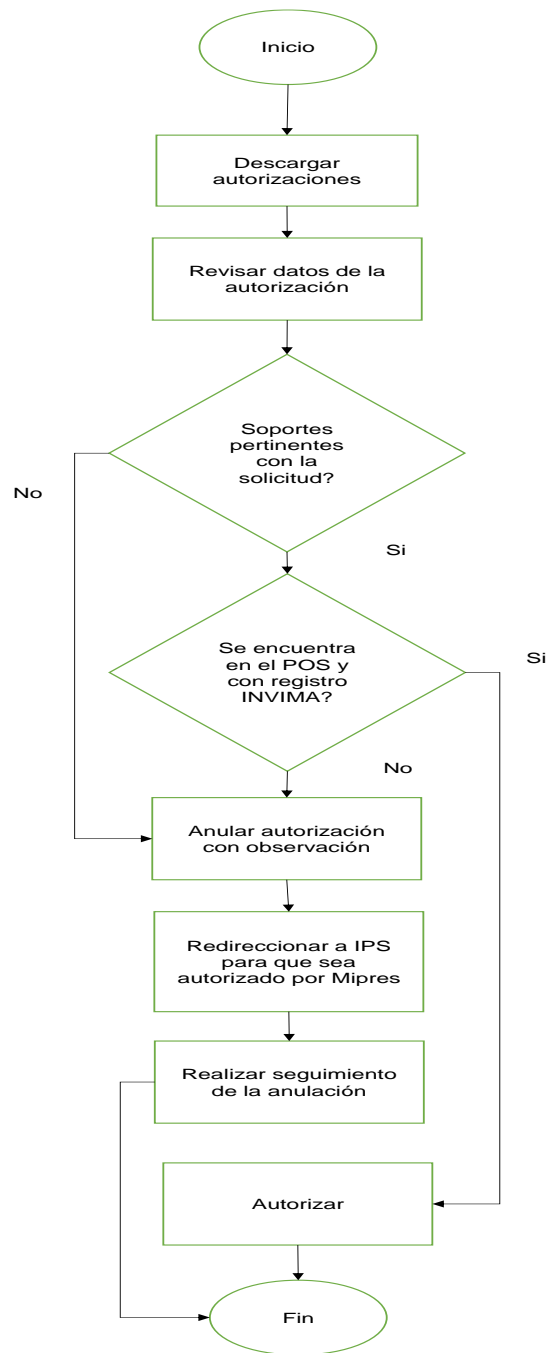 Inicio
Descargar
autorizaciones
Revisar datos de la
autorización
Soportes
pertinentes
con la
solicitud?
No
Si
Se encuentra
en el POS y
con registro
INVIMA?
Si
No
Anular autorización
con observación
Redireccionar a IPS
para que sea
autorizado por Mipres
Realizar seguimiento
de la anulación
Autorizar
Fin